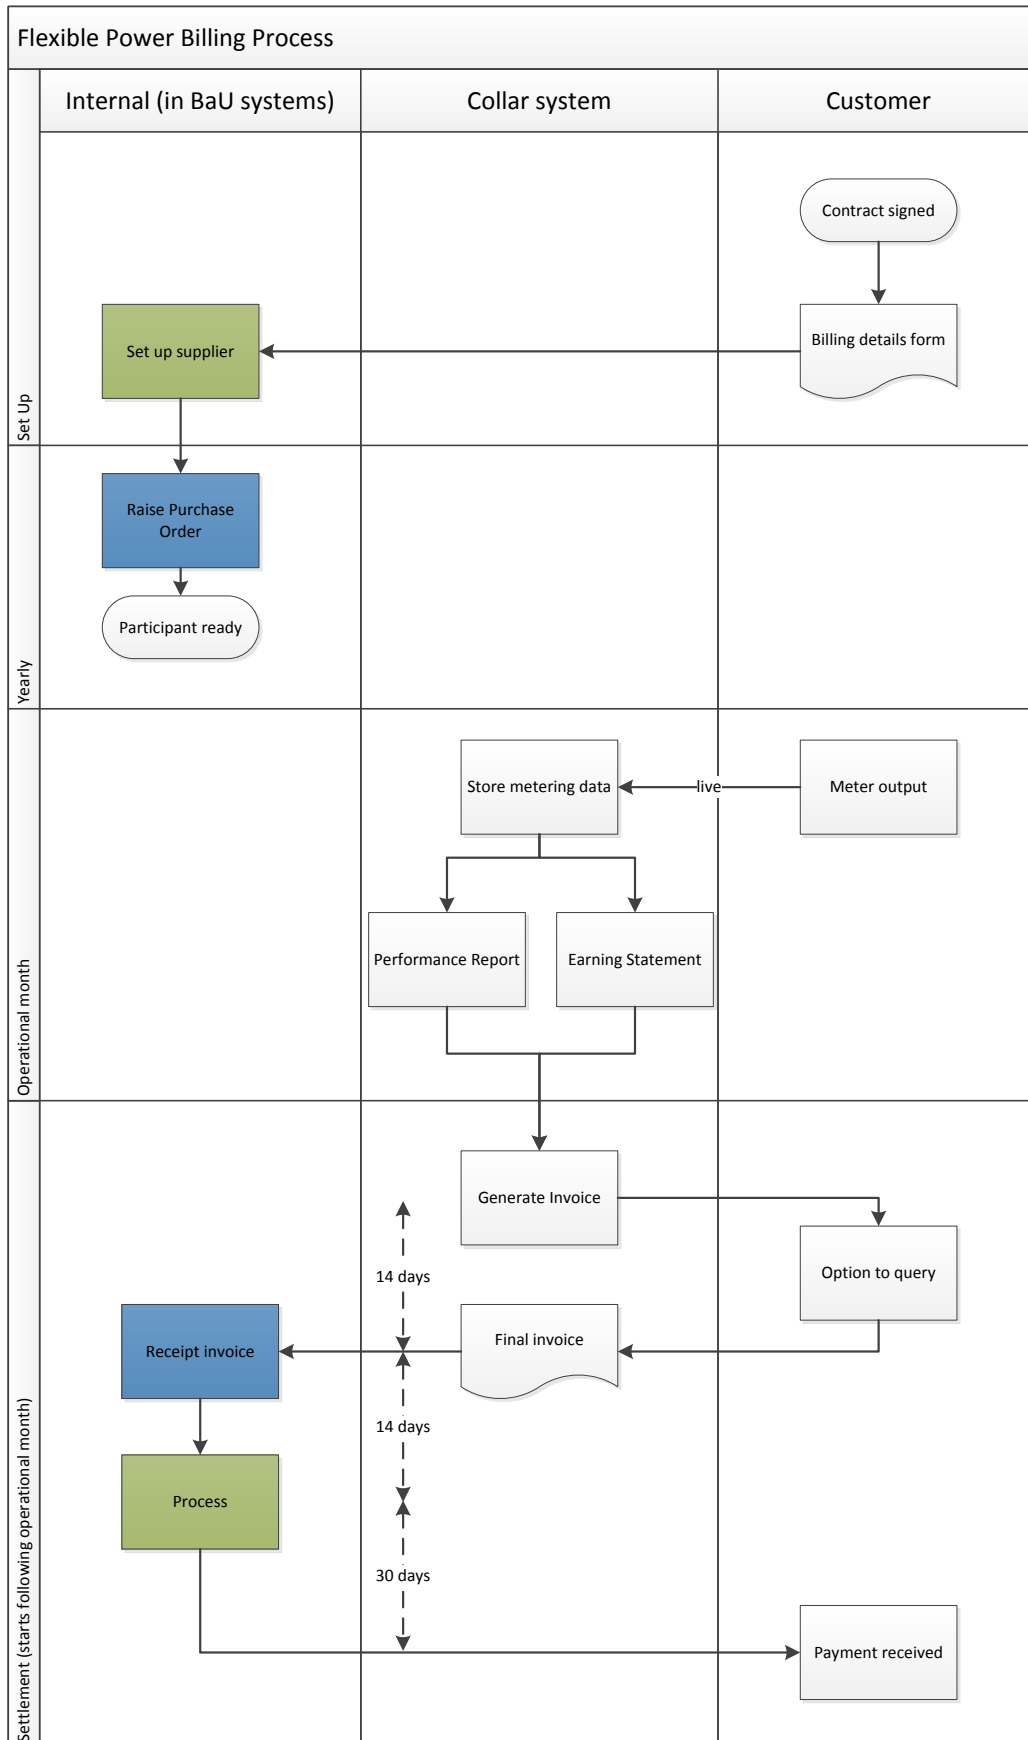 Flexible Power Billing Process
Internal (in BaU systems)
Collar system
Customer
Set Up
Contract signed
Set up supplier
Billing details form
Yearly
Raise Purchase
Order
Participant ready
Operational month
Store metering data
live
Meter output
Performance Report
Earning Statement
Settlement (starts following operational month)
Generate Invoice
14 days
Option to query
Receipt invoice
Final invoice
14 days
Process
30 days
Payment received